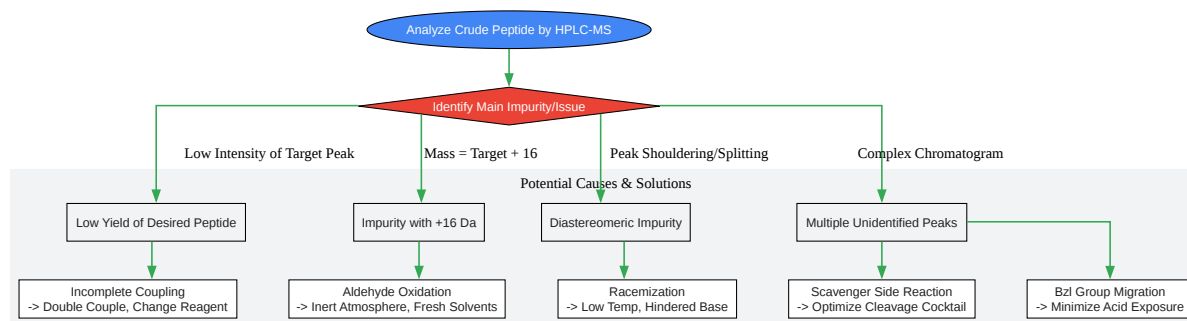 Analyze Crude Peptide by HPLC-MS
Identify Main Impurity/Issue
Low Intensity of Target Peak
Mass = Target + 16
Peak Shouldering/Splitting
Complex Chromatogram
Potential Causes & Solutions
Low Yield of Desired Peptide
Impurity with +16 Da
Diastereomeric Impurity
Multiple Unidentified Peaks
Incomplete Coupling
-> Double Couple, Change Reagent
Aldehyde Oxidation
-> Inert Atmosphere, Fresh Solvents
Racemization
-> Low Temp, Hindered Base
Scavenger Side Reaction
-> Optimize Cleavage Cocktail
Bzl Group Migration
-> Minimize Acid Exposure